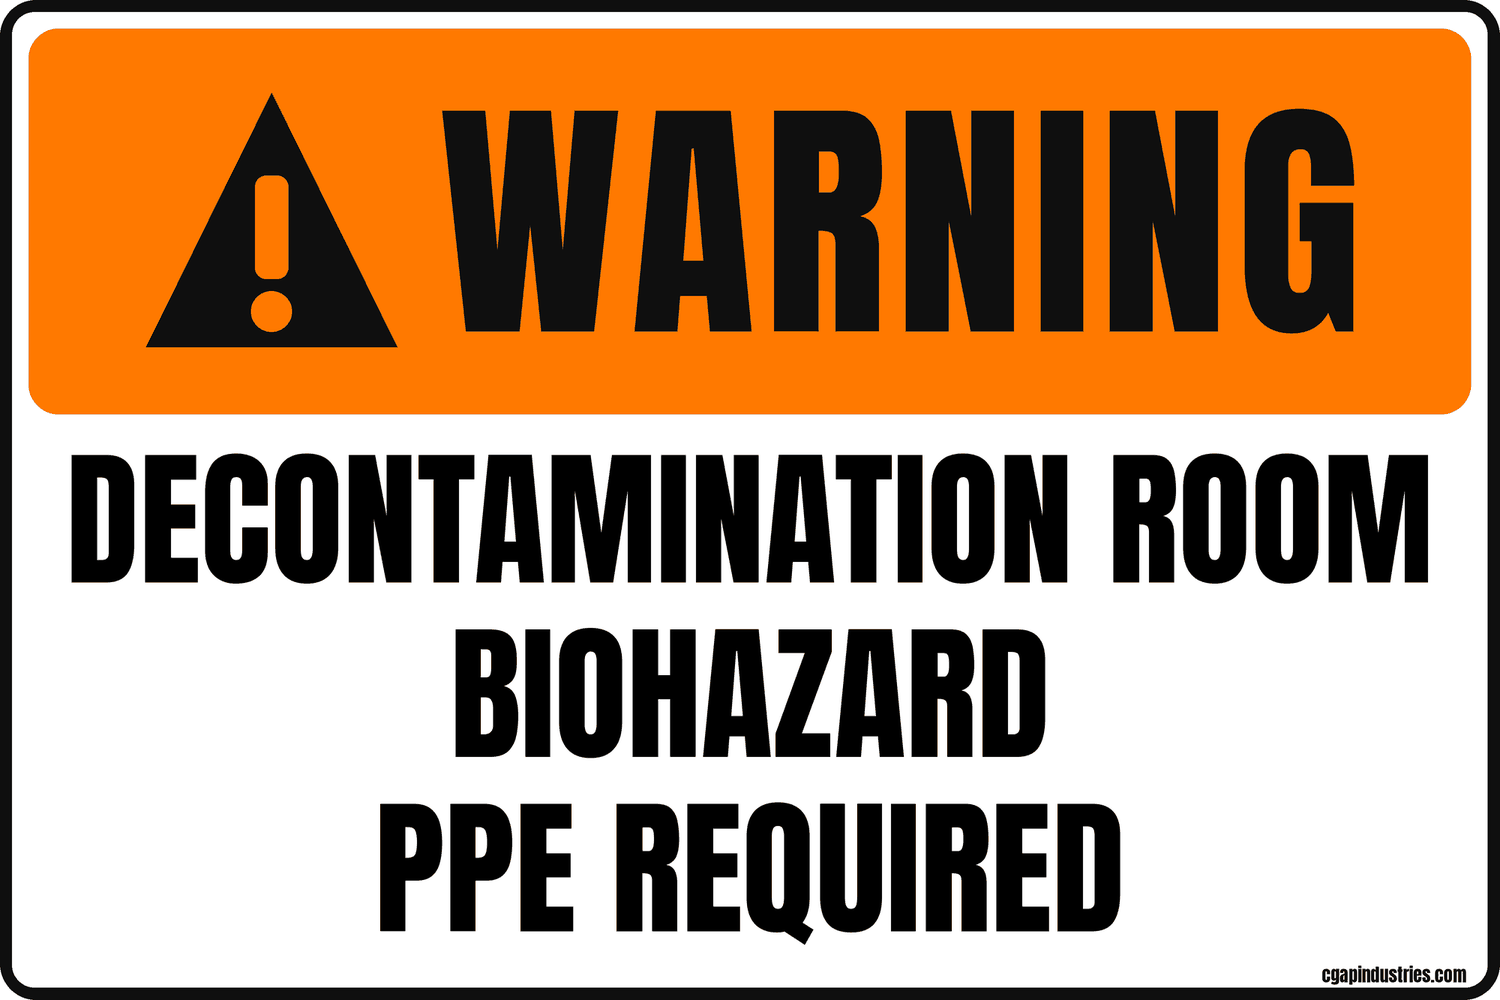 WARNING
DECONTAMINATION ROOM
BIOHAZARD
PPE REQUIRED
cgapindustries.com